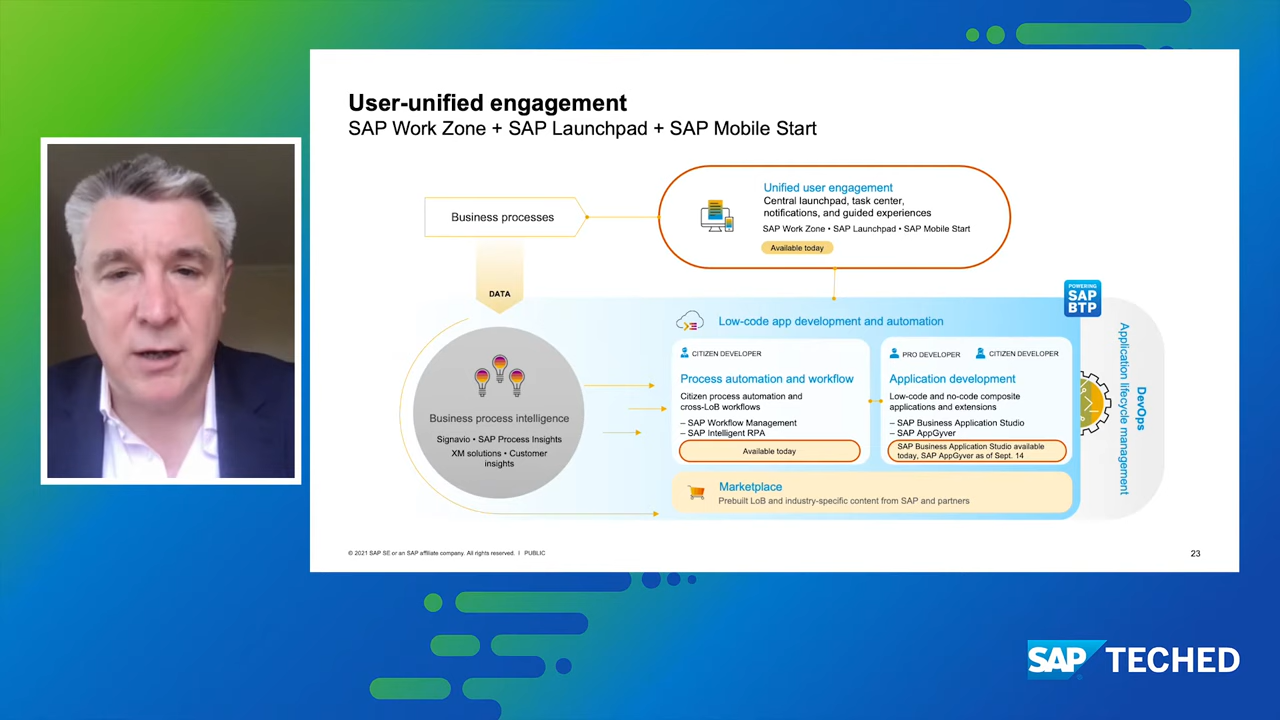 User-unified engagement
SAP Work Zone + SAP Launchpad + SAP Mobile Start
Business processes
Unified user engagement
Central launchpad, task center,
notifications, and guided experiences
SAP Work Zone • SAP Launchpad • SAP Mobile Start
Available today
DATA
POWERING
SAP
BTP
Low-code app development and automation
Business process intelligence
Signavio • SAP Process Insights
XM solutions • Customer
insights
CITIZEN DEVELOPER
Process automation and workflow
Citizen process automation and
cross-LoB workflows
– SAP Workflow Management
– SAP Intelligent RPA
Available today
PRO DEVELOPER
CITIZEN DEVELOPER
Application development
Low-code and no-code composite
applications and extensions
– SAP Business Application Studio
– SAP AppGyver
SAP Business Application Studio available
today, SAP AppGyver as of Sept. 14
DevOps
Application lifecycle management
Marketplace
Prebuilt LoB and industry-specific content from SAP and partners
© 2021 SAP SE or an SAP affiliate company. All rights reserved. I PUBLIC
23
SAP TECHED